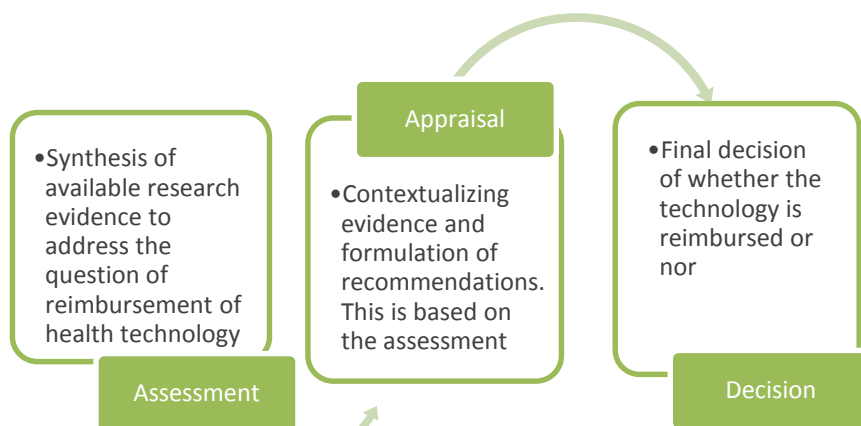 •Synthesis of
available research
evidence to
address the
question of
reimbursement of
health technology
Assessment
Appraisal
•Contextualizing
evidence and
formulation of
recommendations.
This is based on
the assessment
•Final decision
of whether the
technology is
reimbursed or
nor
Decision